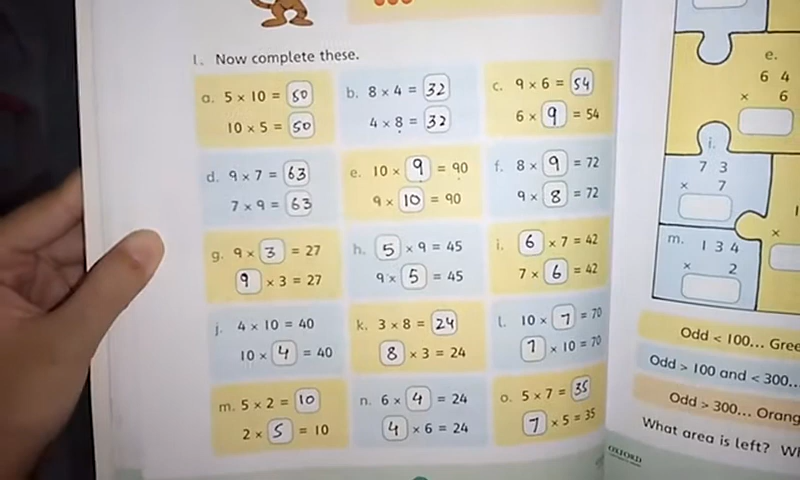 1. Now complete these.
a. 5 × 10 = 50
10 × 5 = 50
b. 8 × 4 = 32
4 × 8 = 32
c. 9 × 6 = 54
6 × 9 = 54
d. 9 × 7 = 63
7 × 9 = 63
e. 10 × 9 = 90
9 × 10 = 90
f. 8 × 9 = 72
9 × 8 = 72
g. 9 × 3 = 27
9 × 3 = 27
h. 5 × 9 = 45
9 × 5 = 45
i. 6 × 7 = 42
7 × 6 = 42
j. 4 × 10 = 40
10 × 4 = 40
k. 3 × 8 = 24
8 × 3 = 24
l. 10 × 7 = 70
7 × 10 = 70
m. 5 × 2 = 10
2 × 5 = 10
n. 6 × 4 = 24
4 × 6 = 24
o. 5 × 7 = 35
7 × 5 = 35
e.
6 4
× 6
i.
7 3
× 7
m. 1 3 4
× 2
1
×
Odd < 100... Gree
Odd > 100 and < 300...
Odd > 300... Orang
What area is left? W
OXFORD